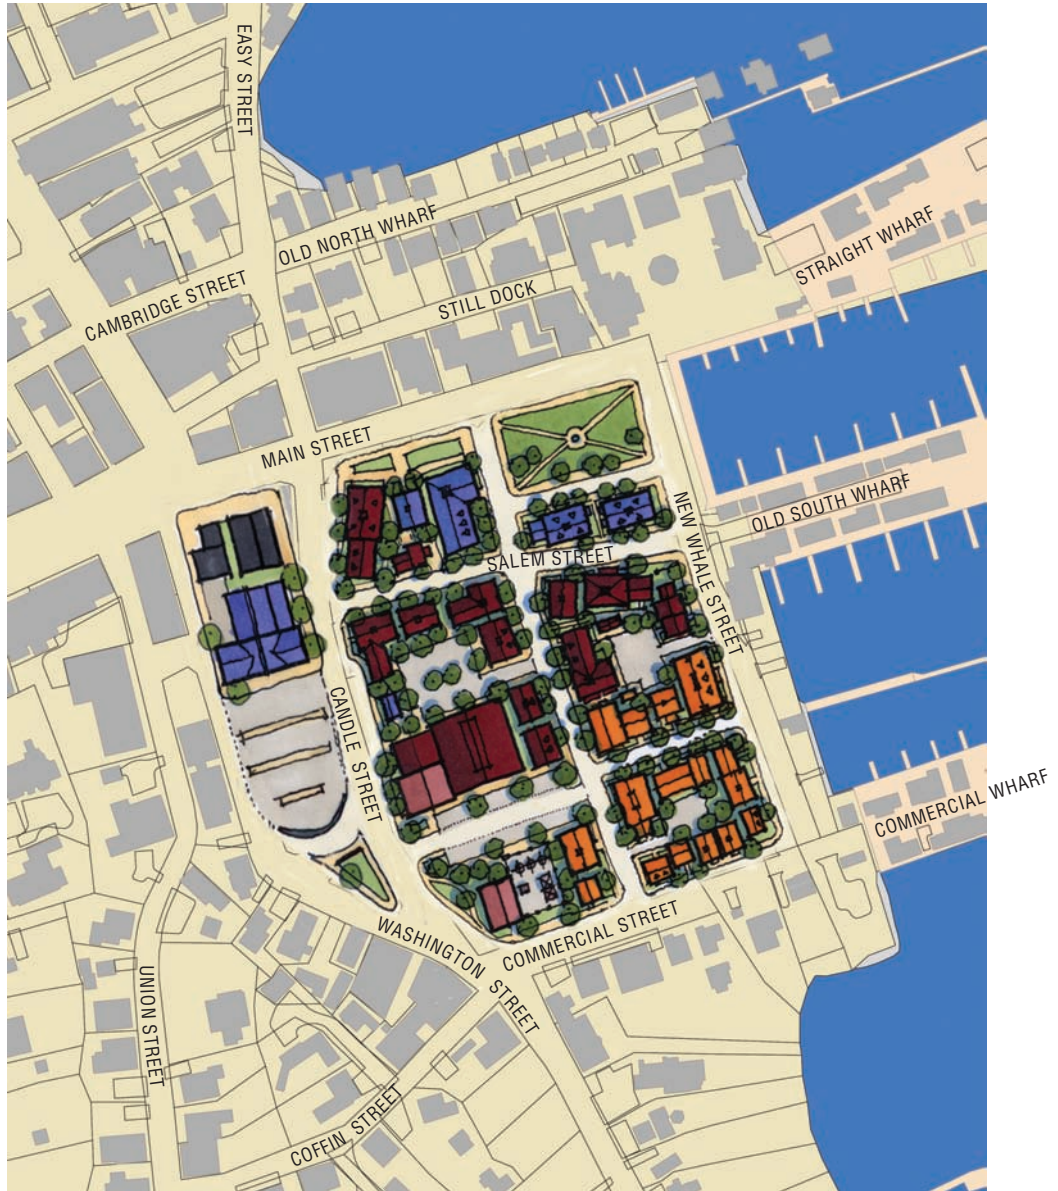 EASY STREET
OLD NORTH WHARF
STRAIGHT WHARF
CAMBRIDGE STREET
STILL DOCK
MAIN STREET
OLD SOUTH WHARF
NEW WHALE STREET
SALEM STREET
CANDLE STREET
COMMERCIAL WHARF
WASHINGTON STREET
COMMERCIAL STREET
UNION STREET
COFFIN STREET